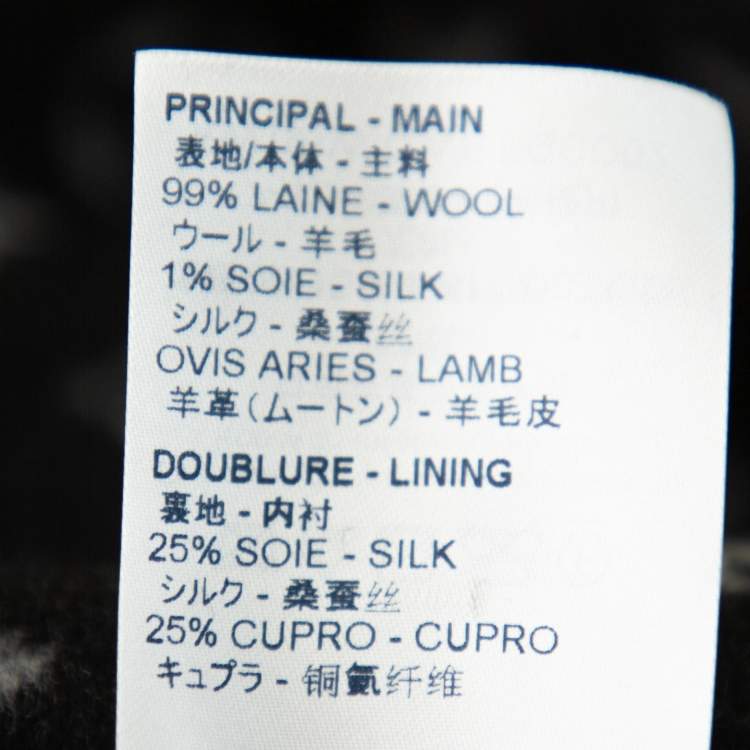 PRINCIPAL - MAIN
表地/本体 - 主料
99% LAINE - WOOL
ウール - 羊毛
1% SOIE - SILK
シルク - 桑蚕丝
OVIS ARIES - LAMB
羊革(ムートン) - 羊毛皮
DOUBLURE - LINING
裏地 - 内衬
25% SOIE - SILK
シルク - 桑蚕丝
25% CUPRO - CUPRO
キュプラ - 铜氨纤维